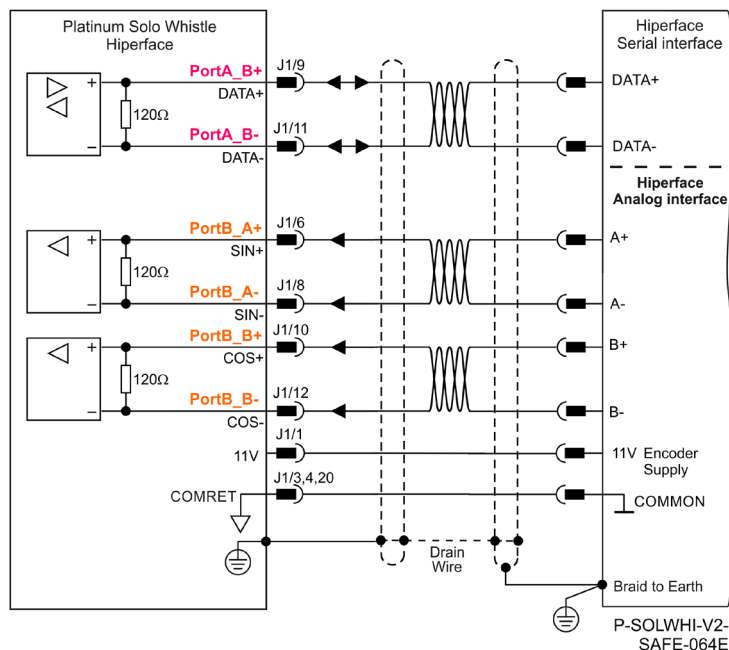 Platinum Solo Whistle
Hiperface
Hiperface
Serial interface
PortA_B+
J1/9
DATA+
DATA+
+
120Ω
PortA_B-
J1/11
DATA-
DATA-
−
Hiperface
Analog interface
PortB_A+
J1/6
SIN+
A+
+
120Ω
PortB_A-
J1/8
SIN-
A-
−
PortB_B+
J1/10
COS+
B+
+
120Ω
PortB_B-
J1/12
COS-
B-
−
J1/1
11V
11V Encoder
Supply
J1/3,4,20
COMRET
COMMON
Drain
Wire
Braid to Earth
P-SOLWHI-V2-
SAFE-064E